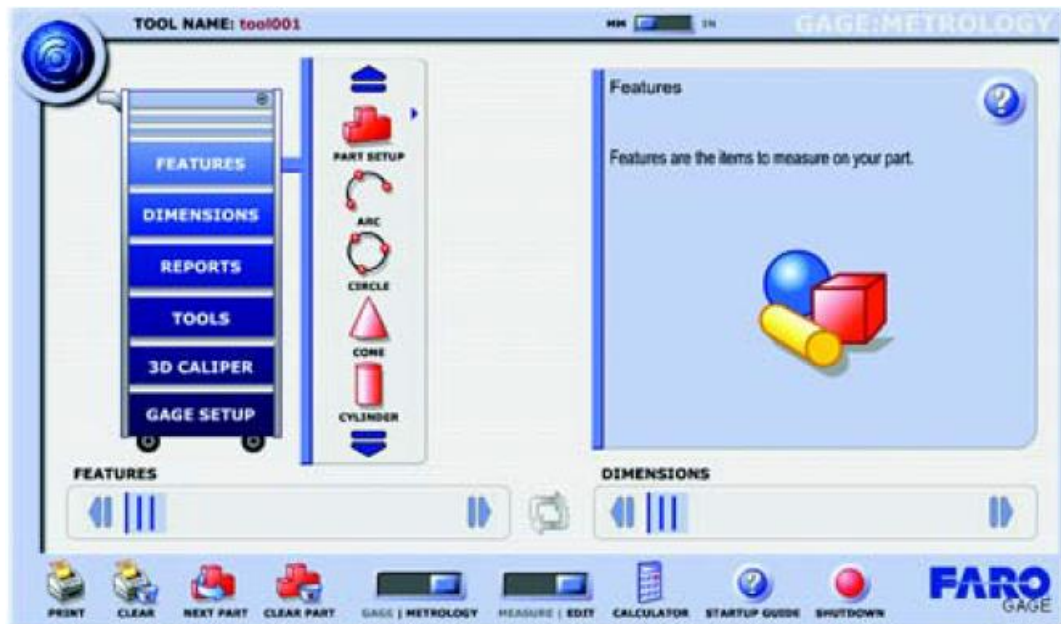 TOOL NAME: tool001
MM IN
GAGE:METROLOGY
FEATURES
DIMENSIONS
REPORTS
TOOLS
3D CALIPER
GAGE SETUP
PART SETUP
ARC
CIRCLE
CONE
CYLINDER
Features
?
Features are the items to measure on your part.
FEATURES
DIMENSIONS
PRINT
CLEAR
NEXT PART
CLEAR PART
GAGE | METROLOGY
MEASURE | EDIT
CALCULATOR
?
STARTUP GUIDE
SHUTDOWN
FARO
GAGE